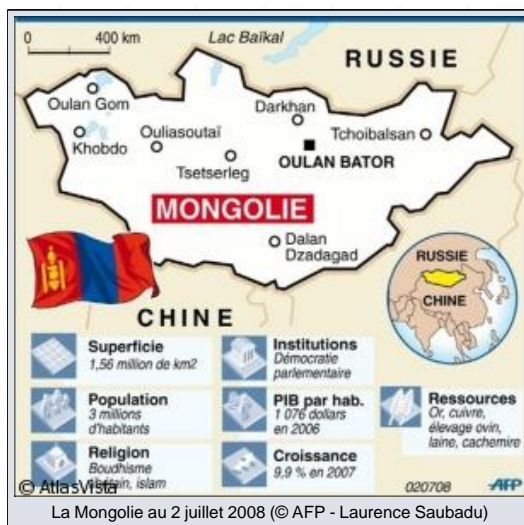 0 400 km
Lac Baïkal
RUSSIE
Oulan Gom
Darkhan
Ouliasoutaï
Tchoibalsan
Khobdo
OULAN BATOR
Tsetserleg
MONGOLIE
Dalan
Dzadagad
RUSSIE
CHINE
CHINE
Superficie
1,56 million de km2
Institutions
Démocratie
parlementaire
Population
3 millions
d'habitants
PIB par hab.
1 076 dollars
en 2006
Ressources
Or, cuivre,
élevage ovin,
laine, cachemire
Religion
Boudhisme
islam
Croissance
9,9 % en 2007
© AtlasVista
020708
AFP
La Mongolie au 2 juillet 2008 (© AFP - Laurence Saubadu)